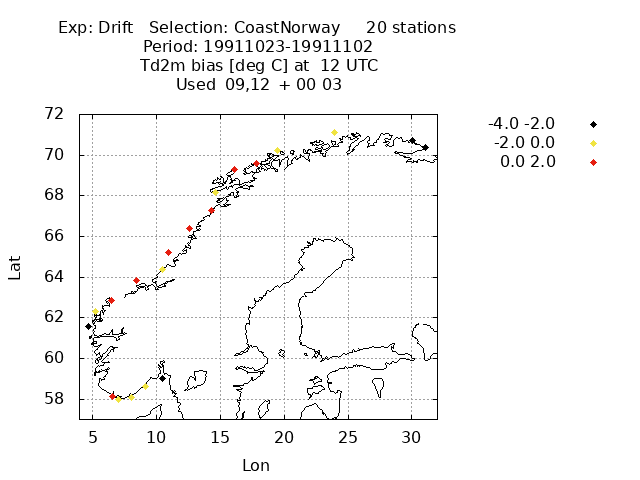 Exp: Drift   Selection: CoastNorway     20 stations
Period: 19911023-19911102
Td2m bias [deg C] at  12 UTC
Used  09,12  + 00 03
-4.0 -2.0
-2.0 0.0
0.0 2.0
72
70
68
66
64
62
60
58
Lat
5 10 15 20 25 30
Lon